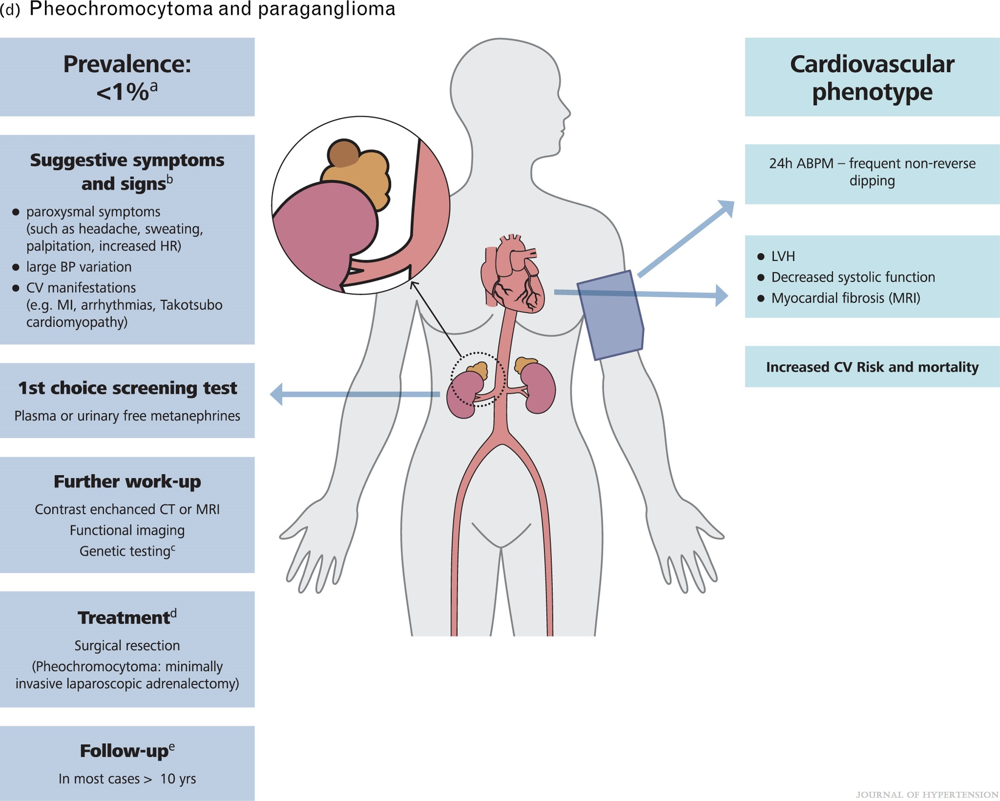 (d) Pheochromocytoma and paraganglioma
Prevalence:
<1%a
Suggestive symptoms
and signsb
● paroxysmal symptoms
(such as headache, sweating,
palpitation, increased HR)
● large BP variation
● CV manifestations
(e.g. MI, arrhythmias, Takotsubo
cardiomyopathy)
1st choice screening test
Plasma or urinary free metanephrines
Further work-up
Contrast enchanced CT or MRI
Functional imaging
Genetic testingc
Treatmentd
Surgical resection
(Pheochromocytoma: minimally
invasive laparoscopic adrenalectomy)
Follow-upe
In most cases > 10 yrs
Cardiovascular
phenotype
24h ABPM – frequent non-reverse
dipping
● LVH
● Decreased systolic function
● Myocardial fibrosis (MRI)
Increased CV Risk and mortality
JOURNAL OF HYPERTENSION